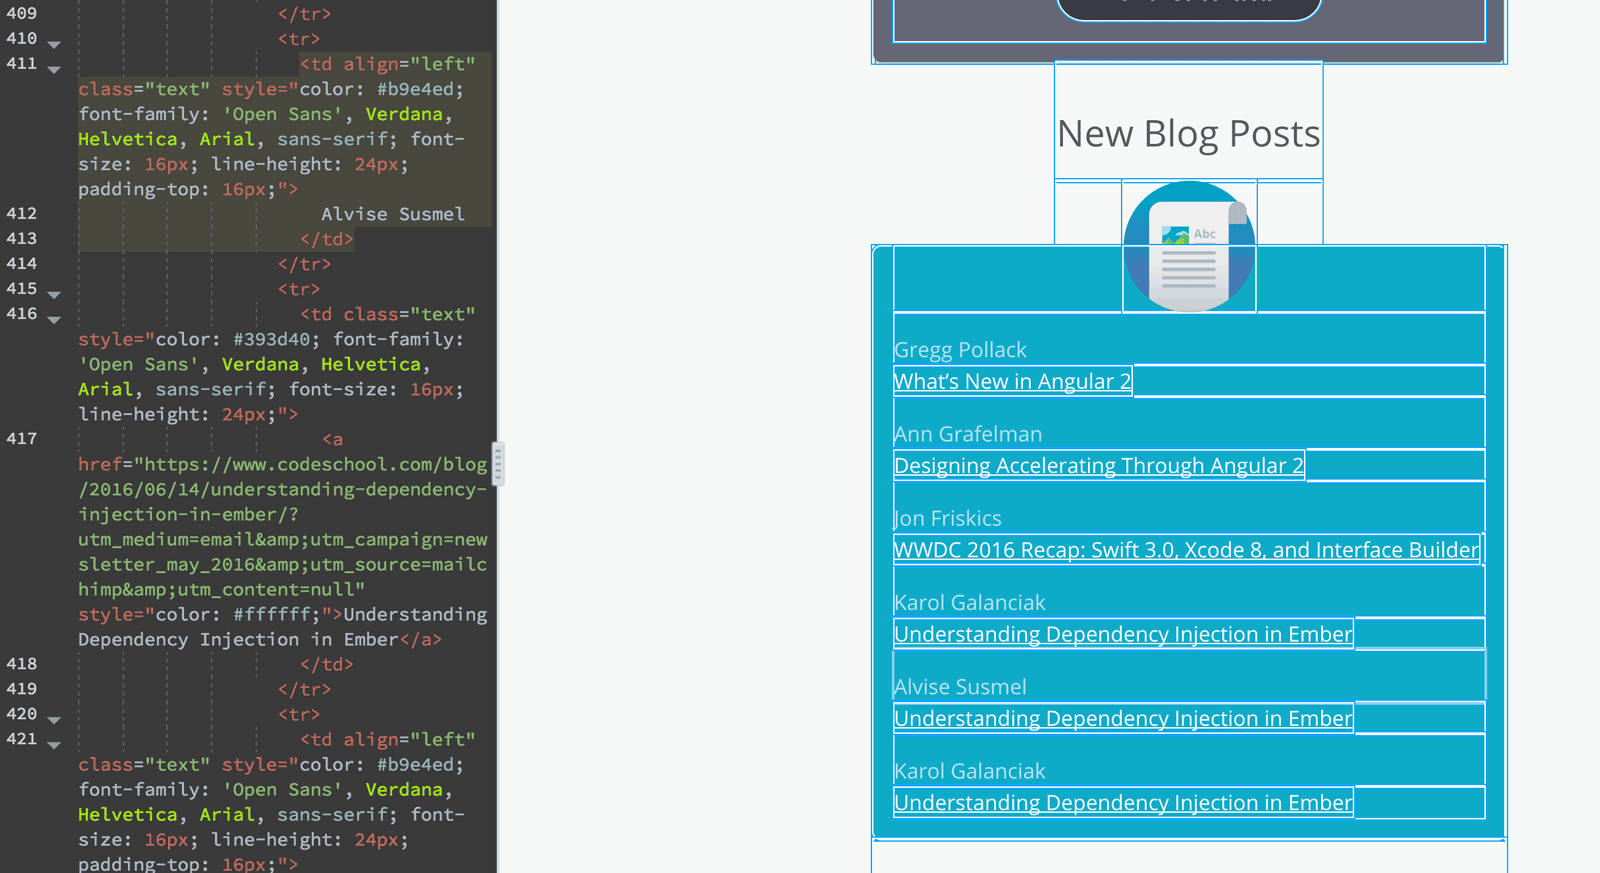 409 </tr>
410 <tr>
411 <td align="left"
class="text" style="color: #b9e4ed;
font-family: 'Open Sans', Verdana,
Helvetica, Arial, sans-serif; font-
size: 16px; line-height: 24px;
padding-top: 16px;">
412 Alvise Susmel
413 </td>
414 </tr>
415 <tr>
416 <td class="text"
style="color: #393d40; font-family:
'Open Sans', Verdana, Helvetica,
Arial, sans-serif; font-size: 16px;
line-height: 24px;">
417 <a
href="https://www.codeschool.com/blog
/2016/06/14/understanding-dependency-
injection-in-ember/?
utm_medium=email&amp;utm_campaign=new
sletter_may_2016&amp;utm_source=mailc
himp&amp;utm_content=null"
style="color: #ffffff;">Understanding
Dependency Injection in Ember</a>
418 </td>
419 </tr>
420 <tr>
421 <td align="left"
class="text" style="color: #b9e4ed;
font-family: 'Open Sans', Verdana,
Helvetica, Arial, sans-serif; font-
size: 16px; line-height: 24px;
padding-top: 16px;">
New Blog Posts
Abc
Gregg Pollack
What's New in Angular 2
Ann Grafelman
Designing Accelerating Through Angular 2
Jon Friskics
WWDC 2016 Recap: Swift 3.0, Xcode 8, and Interface Builder
Karol Galanciak
Understanding Dependency Injection in Ember
Alvise Susmel
Understanding Dependency Injection in Ember
Karol Galanciak
Understanding Dependency Injection in Ember